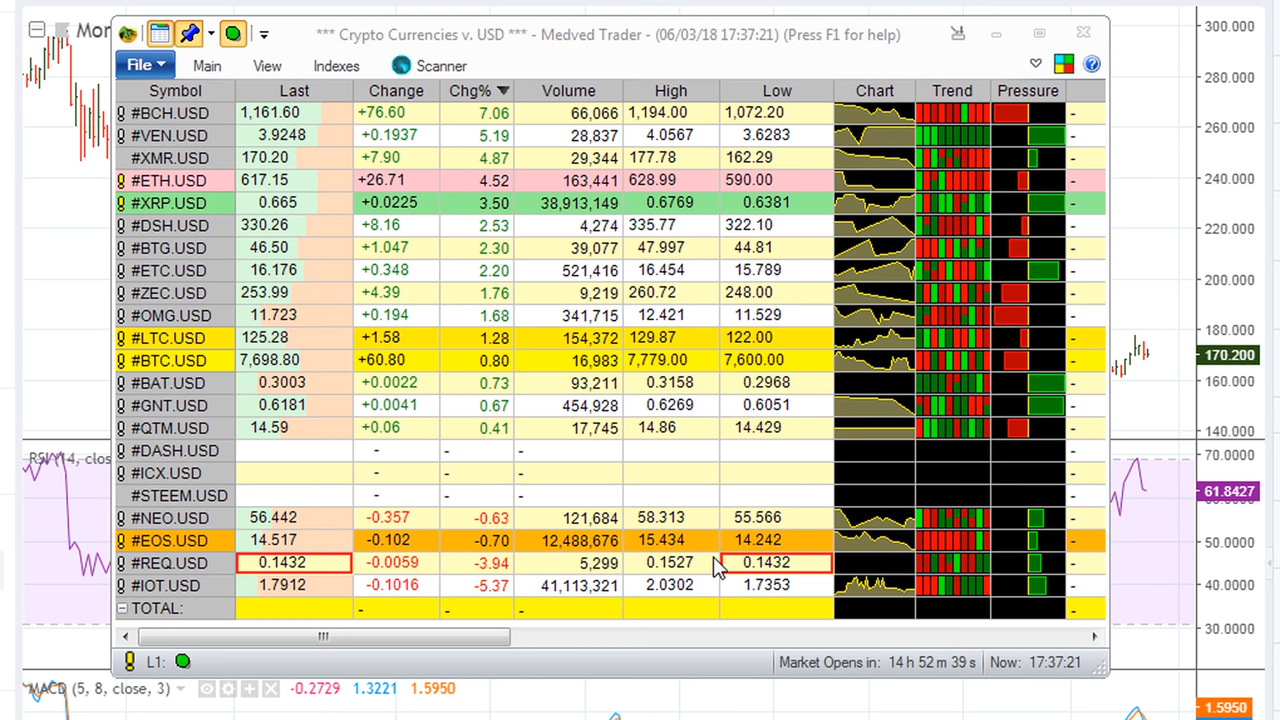 Mor
*** Crypto Currencies v. USD *** - Medved Trader - (06/03/18 17:37:21) (Press F1 for help)
File Main View Indexes Scanner
Symbol Last Change Chg% Volume High Low Chart Trend Pressure
#BCH.USD 1,161.60 +76.60 7.06 66,066 1,194.00 1,072.20 -
#VEN.USD 3.9248 +0.1937 5.19 28,837 4.0567 3.6283 -
#XMR.USD 170.20 +7.90 4.87 29,344 177.78 162.29 -
#ETH.USD 617.15 +26.71 4.52 163,441 628.99 590.00 -
#XRP.USD 0.665 +0.0225 3.50 38,913,149 0.6769 0.6381 -
#DSH.USD 330.26 +8.16 2.53 4,274 335.77 322.10 -
#BTG.USD 46.50 +1.047 2.30 39,077 47.997 44.81 -
#ETC.USD 16.176 +0.348 2.20 521,416 16.454 15.789 -
#ZEC.USD 253.99 +4.39 1.76 9,219 260.72 248.00 -
#OMG.USD 11.723 +0.194 1.68 341,715 12.421 11.529 -
#LTC.USD 125.28 +1.58 1.28 154,372 129.87 122.00 -
#BTC.USD 7,698.80 +60.80 0.80 16,983 7,779.00 7,600.00 -
#BAT.USD 0.3003 +0.0022 0.73 93,211 0.3158 0.2968 -
#GNT.USD 0.6181 +0.0041 0.67 454,928 0.6269 0.6051 -
#QTM.USD 14.59 +0.06 0.41 17,745 14.86 14.429 -
#DASH.USD - - - -
#ICX.USD - - - -
#STEEM.USD - - - -
#NEO.USD 56.442 -0.357 -0.63 121,684 58.313 55.566 -
#EOS.USD 14.517 -0.102 -0.70 12,488,676 15.434 14.242 -
#REQ.USD 0.1432 -0.0059 -3.94 5,299 0.1527 0.1432 -
#IOT.USD 1.7912 -0.1016 -5.37 41,113,321 2.0302 1.7353 -
TOTAL: - - - -
L1: Market Opens in: 14 h 52 m 39 s Now: 17:37:21
300.000
280.000
260.000
240.000
220.000
200.000
180.000
170.200
160.000
140.000
RSI (14, close
70.000
61.8427
50.000
40.000
30.000
MACD (5, 8, close, 3) -0.2729 1.3221 1.5950
1.5950